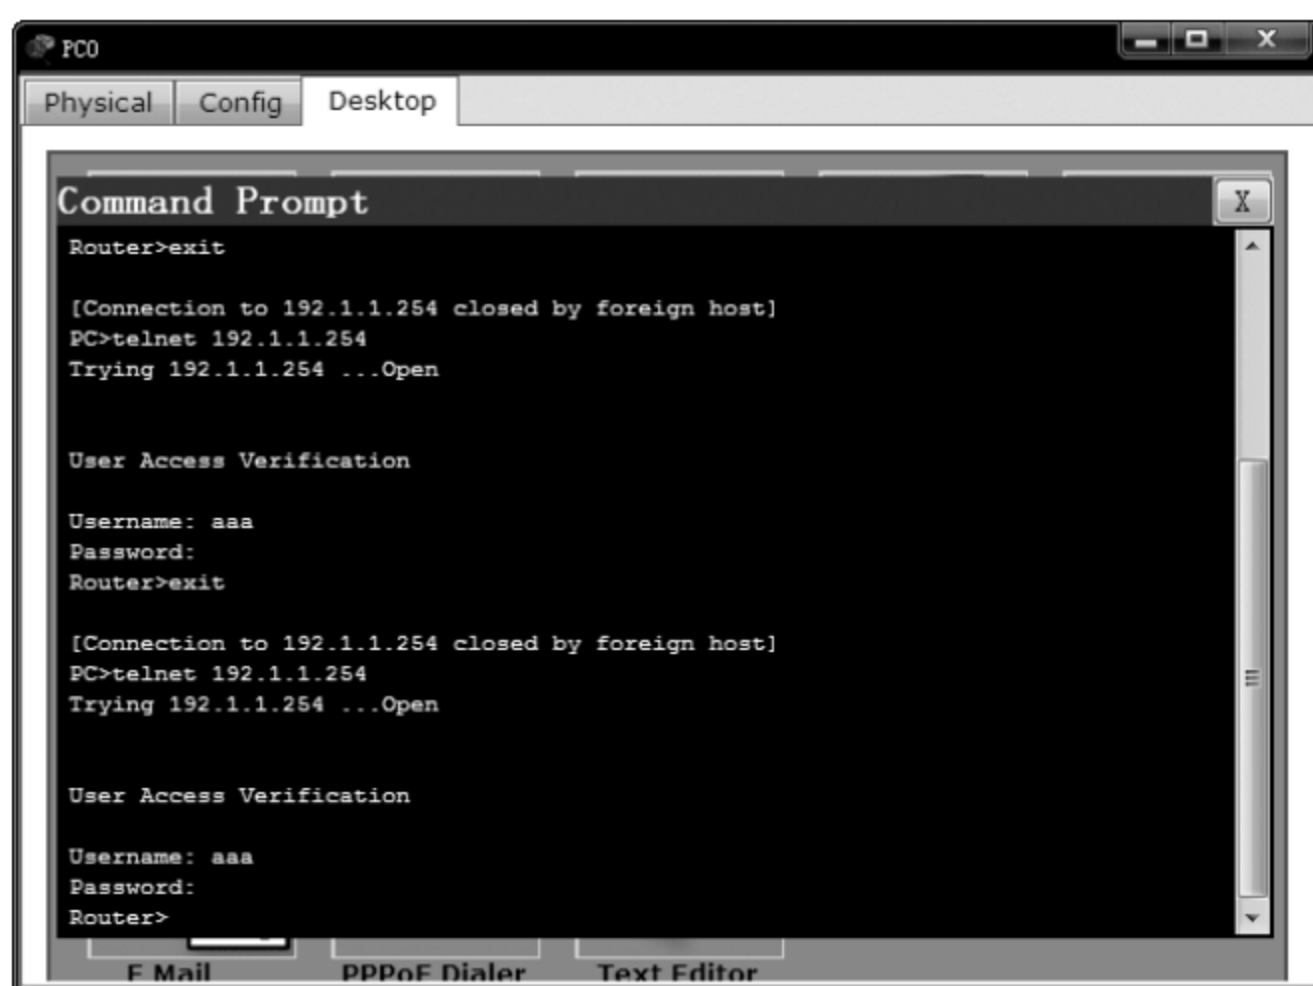 PC0
Physical Config Desktop
Command Prompt
X
Router>exit
[Connection to 192.1.1.254 closed by foreign host]
PC>telnet 192.1.1.254
Trying 192.1.1.254 ...Open
User Access Verification
Username: aaa
Password:
Router>exit
[Connection to 192.1.1.254 closed by foreign host]
PC>telnet 192.1.1.254
Trying 192.1.1.254 ...Open
User Access Verification
Username: aaa
Password:
Router>
E Mail PPPoE Dialer Text Editor